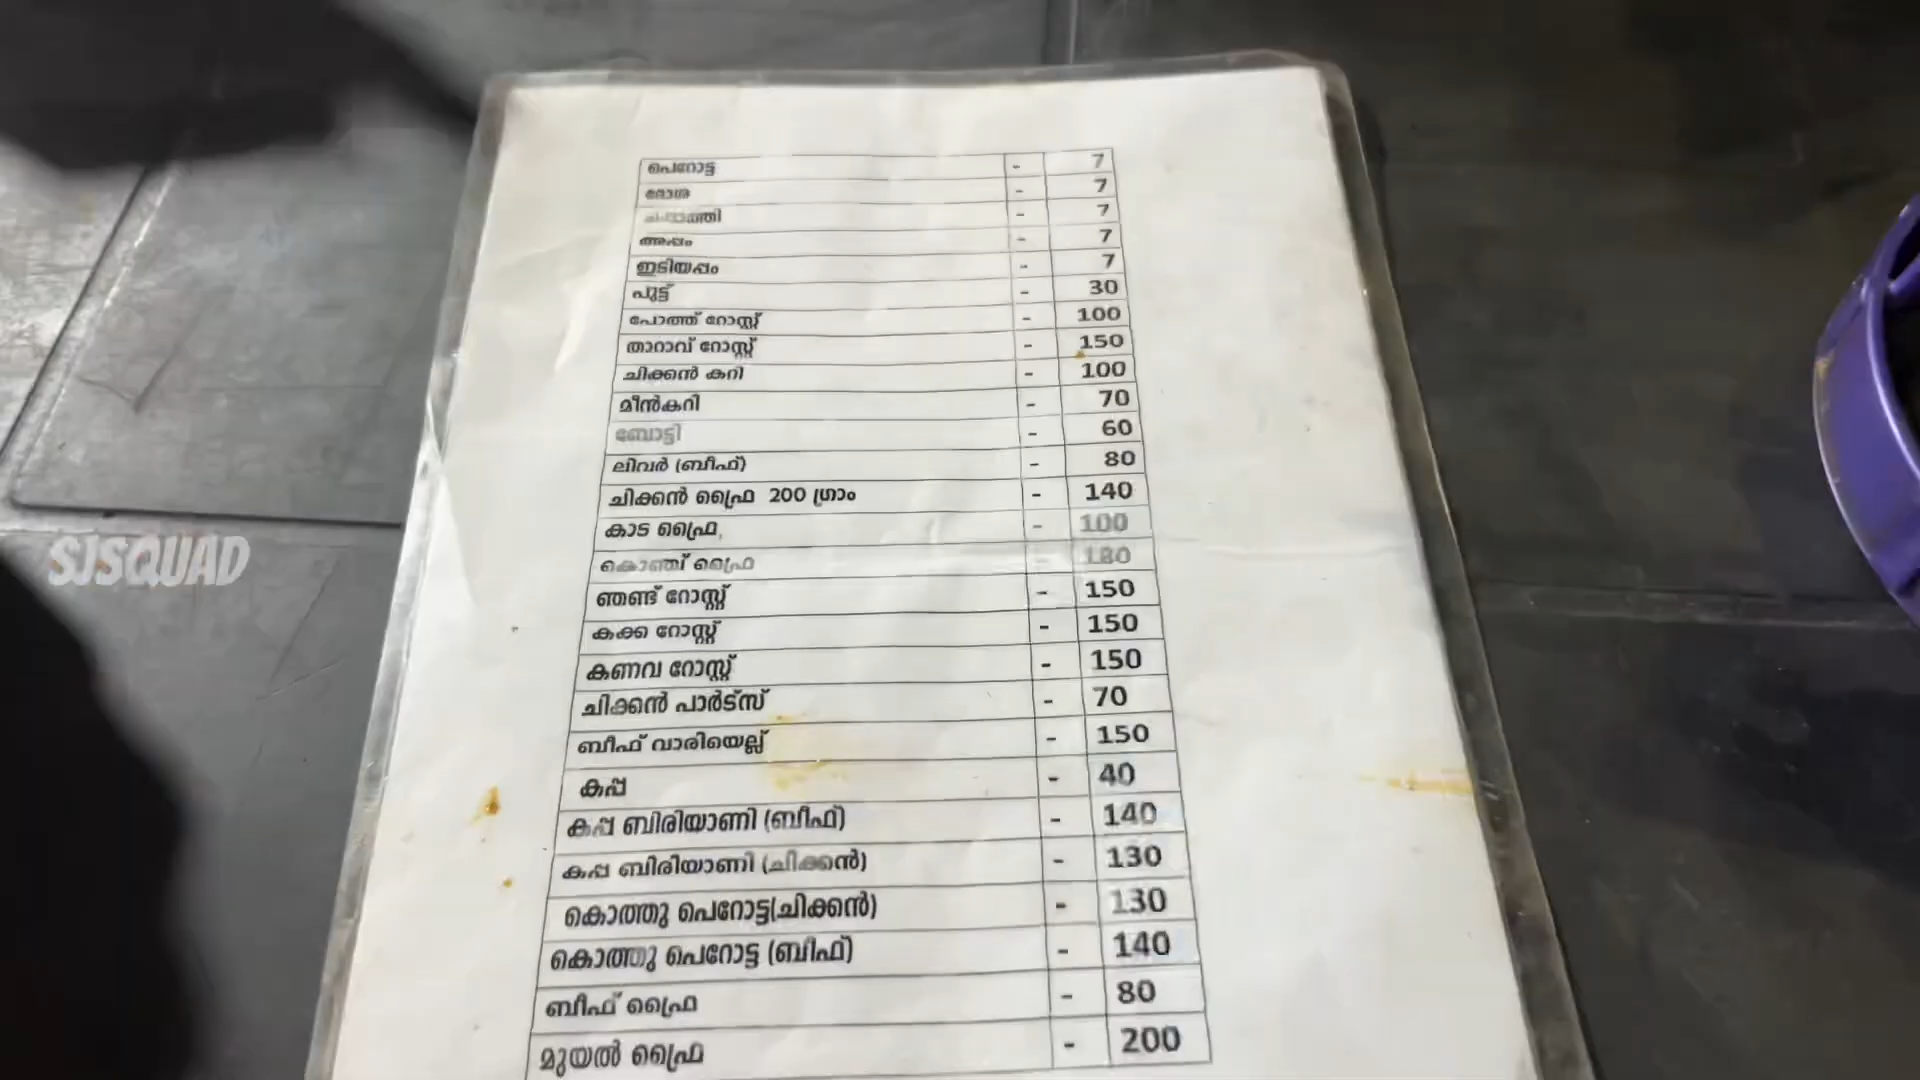 പെറോട്ട - 7
ദോശ - 7
ചപ്പാത്തി - 7
അപ്പം - 7
ഇടിയപ്പം - 7
പുട്ട് - 30
പോത്ത് റോസ്റ്റ് - 100
താറാവ് റോസ്റ്റ് - 150
ചിക്കൻ കറി - 100
മീൻകറി - 70
ബോട്ടി - 60
ലിവർ (ബീഫ്) - 80
ചിക്കൻ ഫ്രൈ 200 ഗ്രാം - 140
കാട ഫ്രൈ, - 100
കൊഞ്ച് ഫ്രൈ - 180
ഞണ്ട് റോസ്റ്റ് - 150
കക്ക റോസ്റ്റ് - 150
കണവ റോസ്റ്റ് - 150
ചിക്കൻ പാർട്സ് - 70
ബീഫ് വാരിയെല്ല് - 150
കപ്പ - 40
കപ്പ ബിരിയാണി (ബീഫ്) - 140
കപ്പ ബിരിയാണി (ചിക്കൻ) - 130
കൊത്തു പെറോട്ട(ചിക്കൻ) - 130
കൊത്തു പെറോട്ട (ബീഫ്) - 140
ബീഫ് ഫ്രൈ - 80
മുയൽ ഫ്രൈ - 200
SJSQUAD